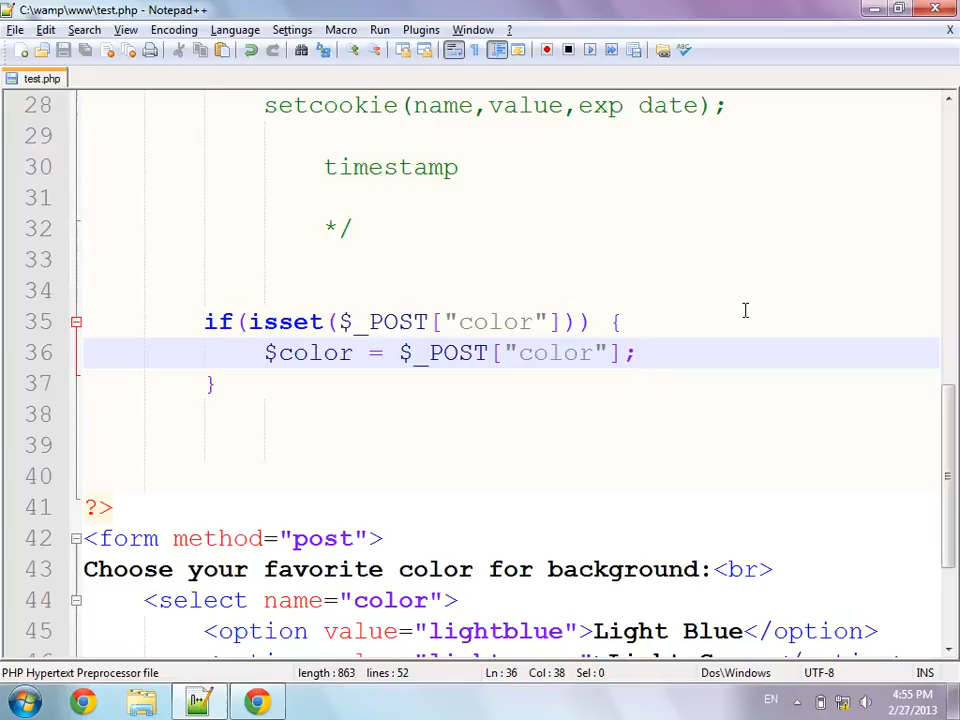 C:\wamp\www\test.php - Notepad++
File Edit Search View Encoding Language Settings Macro Run Plugins Window ? X
test.php
28 setcookie(name,value,exp date);
29
30 timestamp
31
32 */
33
34
35 if(isset($_POST["color"])) {
36 $color = $_POST["color"];
37 }
38
39
40
41 ?>
42 <form method="post">
43 Choose your favorite color for background:<br>
44 <select name="color">
45 <option value="lightblue">Light Blue</option>
PHP Hypertext Preprocessor file length : 863 lines : 52 Ln : 36 Col : 38 Sel : 0 Dos\Windows UTF-8 INS
EN 4:55 PM
2/27/2013